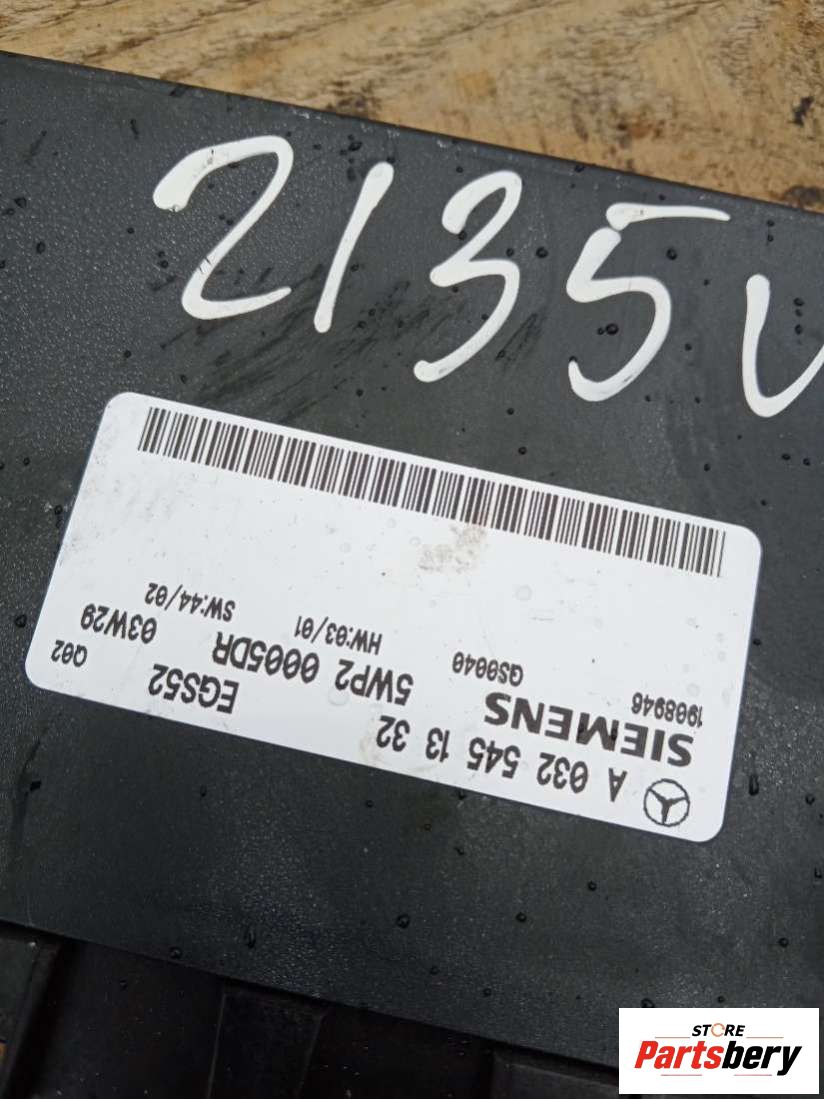 2135
A 032 545 13 32
EGS52
SIEMENS
5WP2 0005DR
03W29
Q02
1908946
QS0040
HW:03/01
SW:44/02
STORE
Partsbery